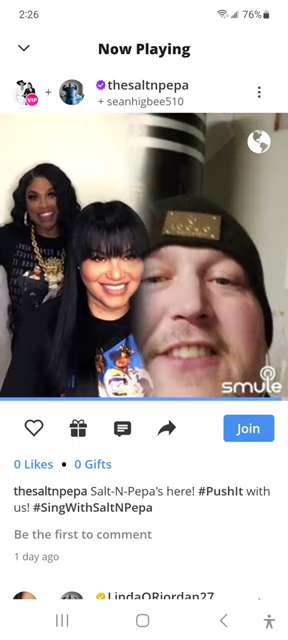 2:26
76%
Now Playing
VIP
+
thesaltnpepa
+ seanhigbee510
smule
Join
0 Likes • 0 Gifts
thesaltnpepa Salt-N-Pepa's here! #PushIt with
us! #SingWithSaltNPepa
Be the first to comment
1 day ago
LindaORiordan27